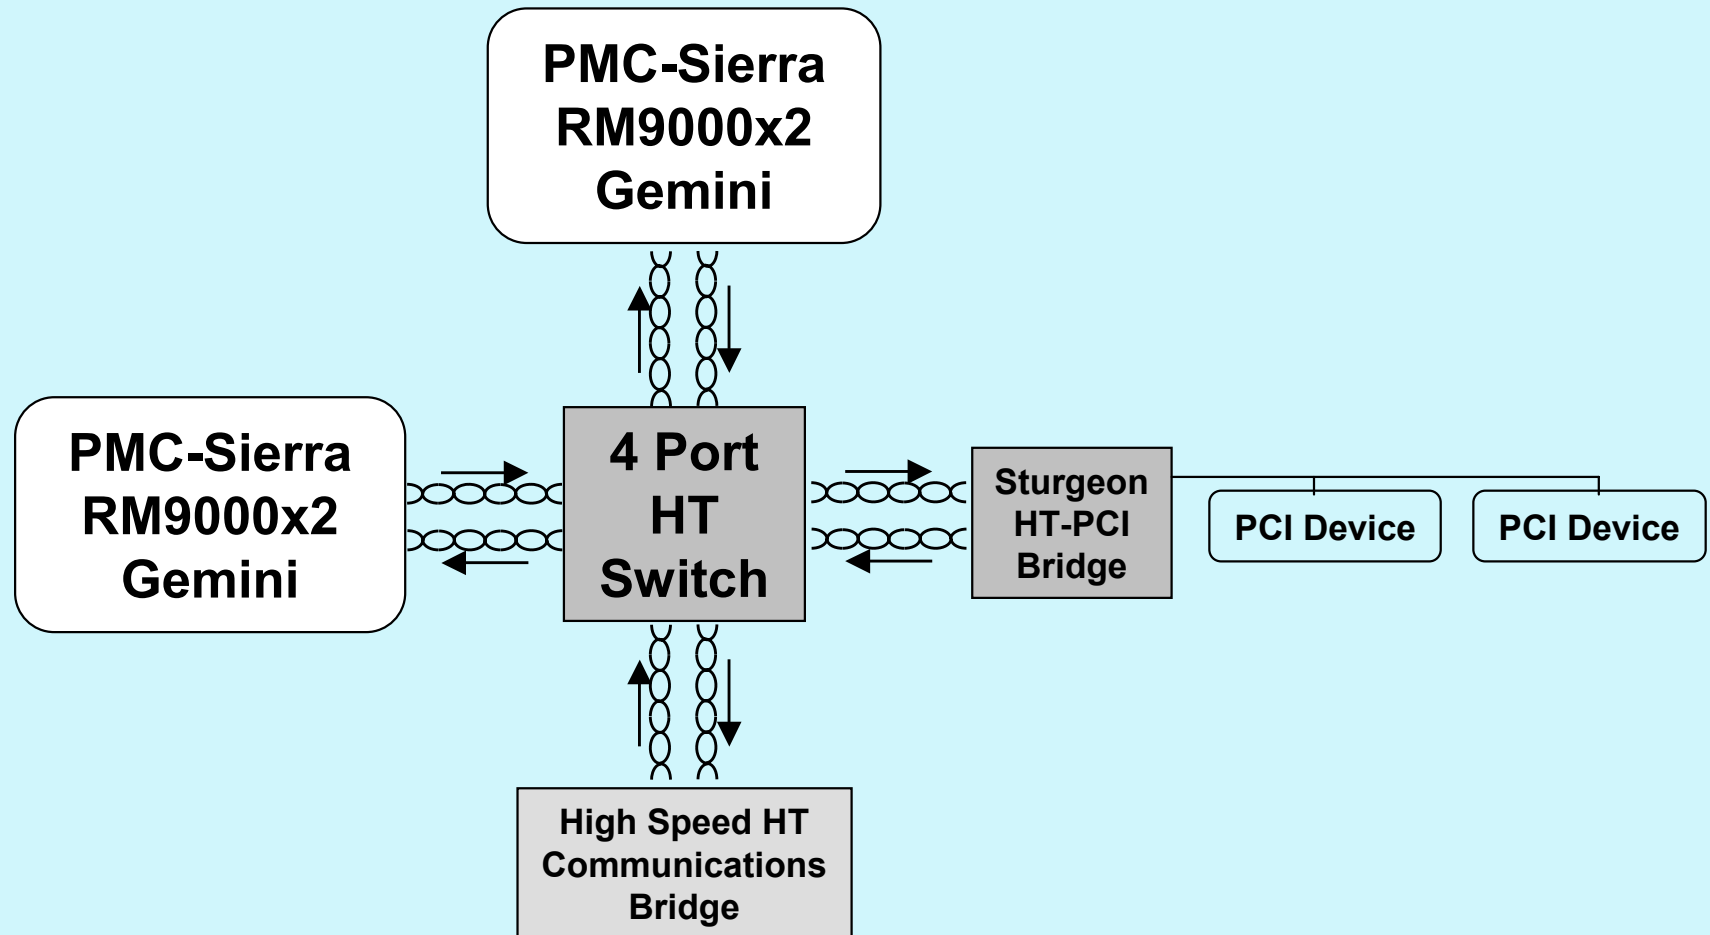 PMC-Sierra
RM9000x2
Gemini
PMC-Sierra
RM9000x2
Gemini
4 Port
HT
Switch
Sturgeon
HT-PCI
Bridge
PCI Device
PCI Device
High Speed HT
Communications
Bridge